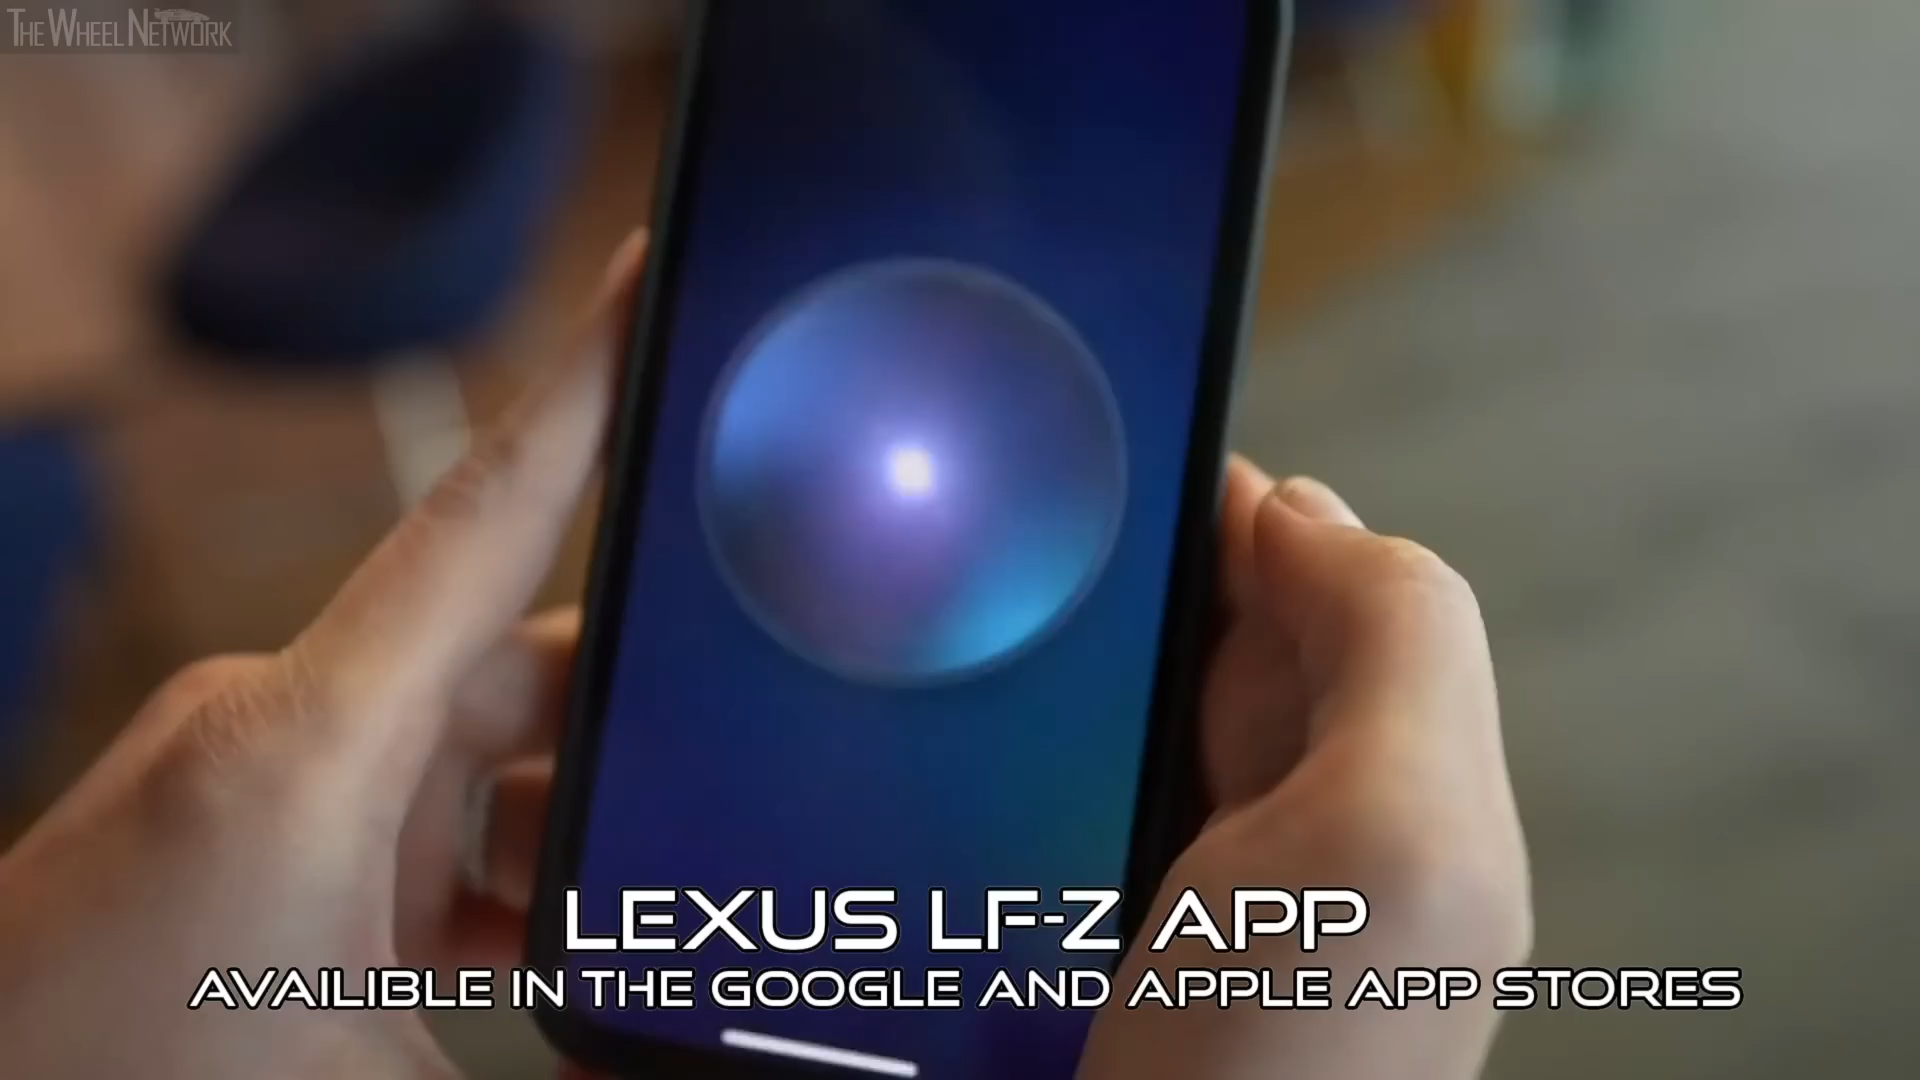 THE WHEEL NETWORK
LEXUS LF-Z APP
AVAILIBLE IN THE GOOGLE AND APPLE APP STORES